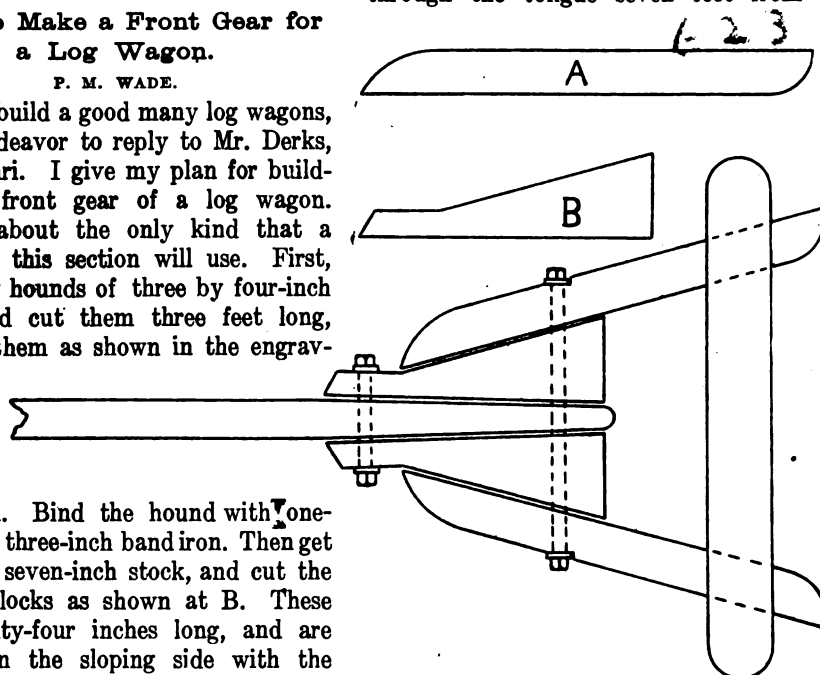 Make a Front Gear for
a Log Wagon.
P. M. WADE.
build a good many log wagons,
deavor to reply to Mr. Derks,
ri. I give my plan for build-
front gear of a log wagon.
about the only kind that a
this section will use. First,
hounds of three by four-inch
d cut them three feet long,
them as shown in the engrav-
. Bind the hound with one-
three-inch band iron. Then get
seven-inch stock, and cut the
locks as shown at B. These
ty-four inches long, and are
n the sloping side with the
through the tongue seven feet from
23
A
B